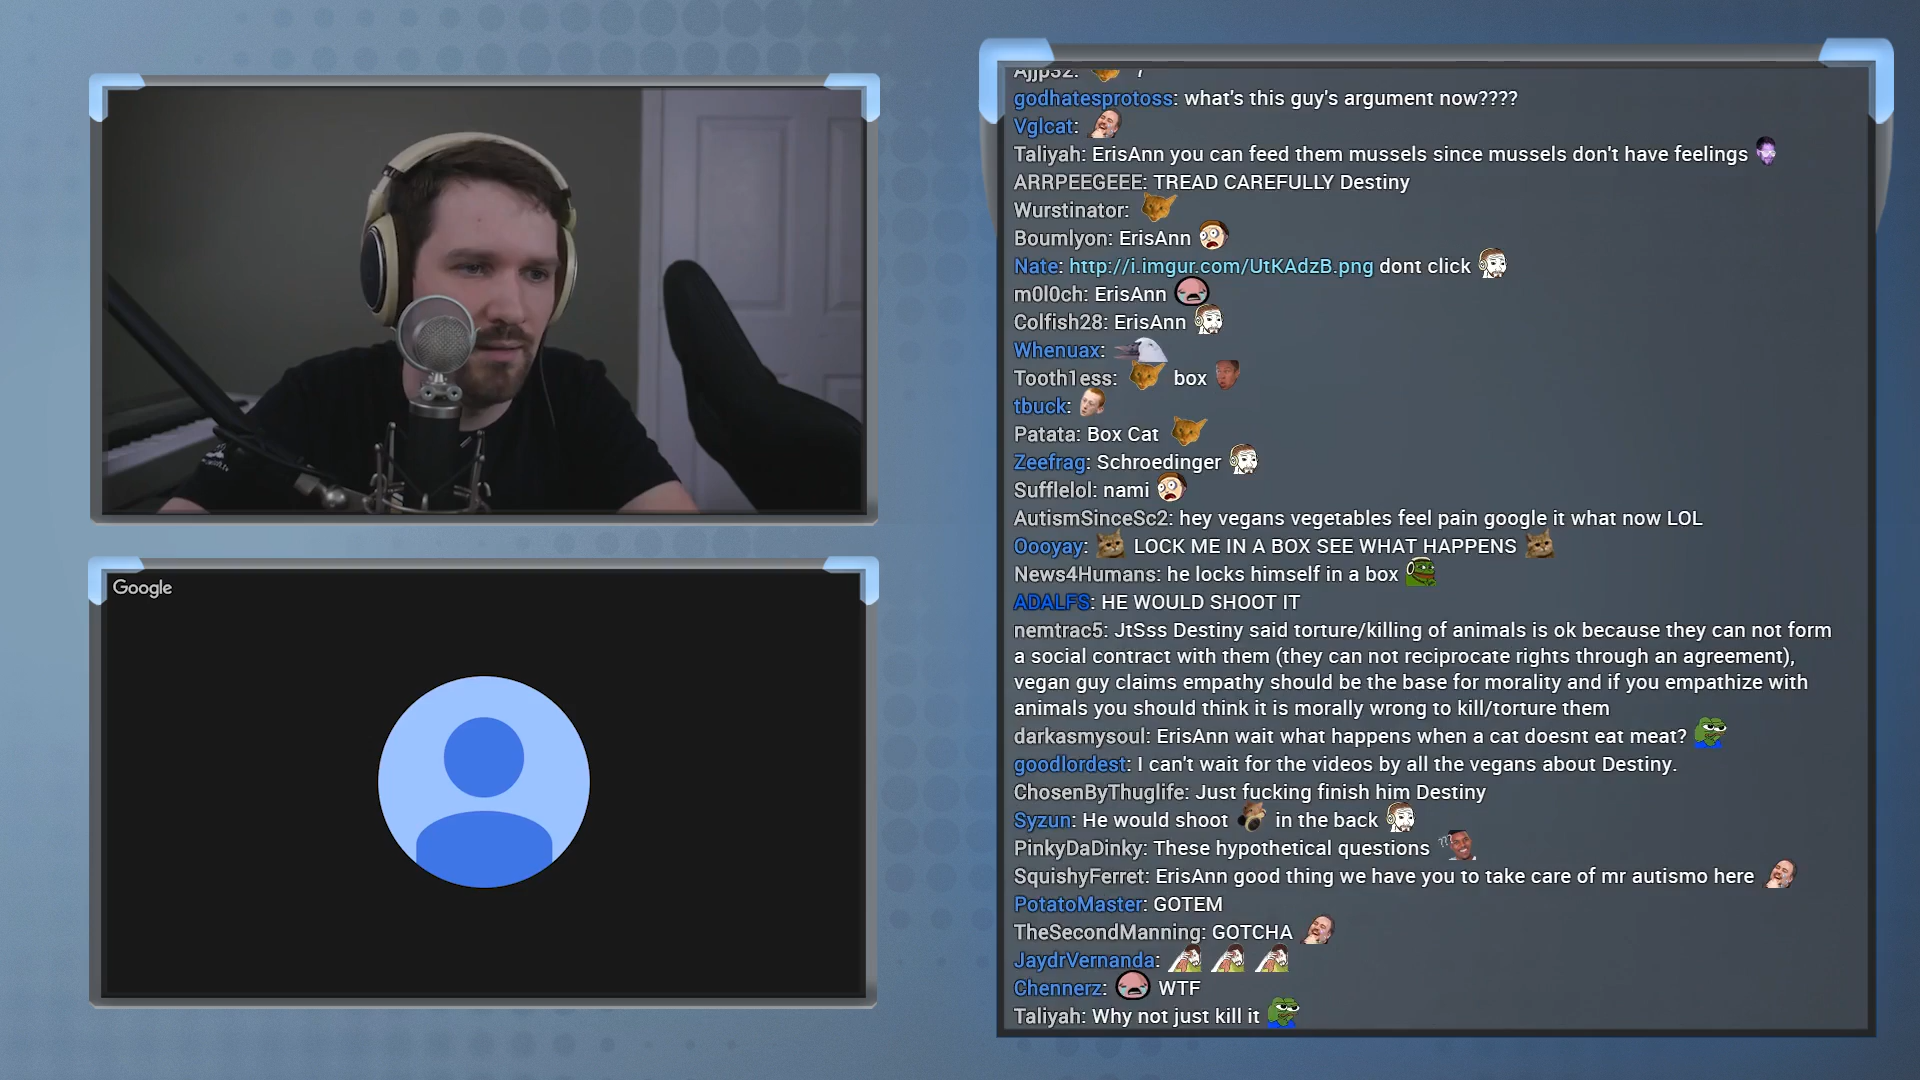 Google
Ajjp32: /
godhatesprotoss: what's this guy's argument now????
Vglcat:
Taliyah: ErisAnn you can feed them mussels since mussels don't have feelings
ARRPEEGEEE: TREAD CAREFULLY Destiny
Wurstinator:
Boumlyon: ErisAnn
Nate: http://i.imgur.com/UtKAdzB.png dont click
m0l0ch: ErisAnn
Colfish28: ErisAnn
Whenuax:
Tooth1ess: box
tbuck:
Patata: Box Cat
Zeefrag: Schroedinger
Sufflelol: nami
AutismSinceSc2: hey vegans vegetables feel pain google it what now LOL
Oooyay: LOCK ME IN A BOX SEE WHAT HAPPENS
News4Humans: he locks himself in a box
ADALFS: HE WOULD SHOOT IT
nemtrac5: JtSss Destiny said torture/killing of animals is ok because they can not form
a social contract with them (they can not reciprocate rights through an agreement),
vegan guy claims empathy should be the base for morality and if you empathize with
animals you should think it is morally wrong to kill/torture them
darkasmysoul: ErisAnn wait what happens when a cat doesnt eat meat?
goodlordest: I can't wait for the videos by all the vegans about Destiny.
ChosenByThuglife: Just fucking finish him Destiny
Syzun: He would shoot in the back
PinkyDaDinky: These hypothetical questions
SquishyFerret: ErisAnn good thing we have you to take care of mr autismo here
PotatoMaster: GOTEM
TheSecondManning: GOTCHA
JaydrVernanda:
Chennerz: WTF
Taliyah: Why not just kill it